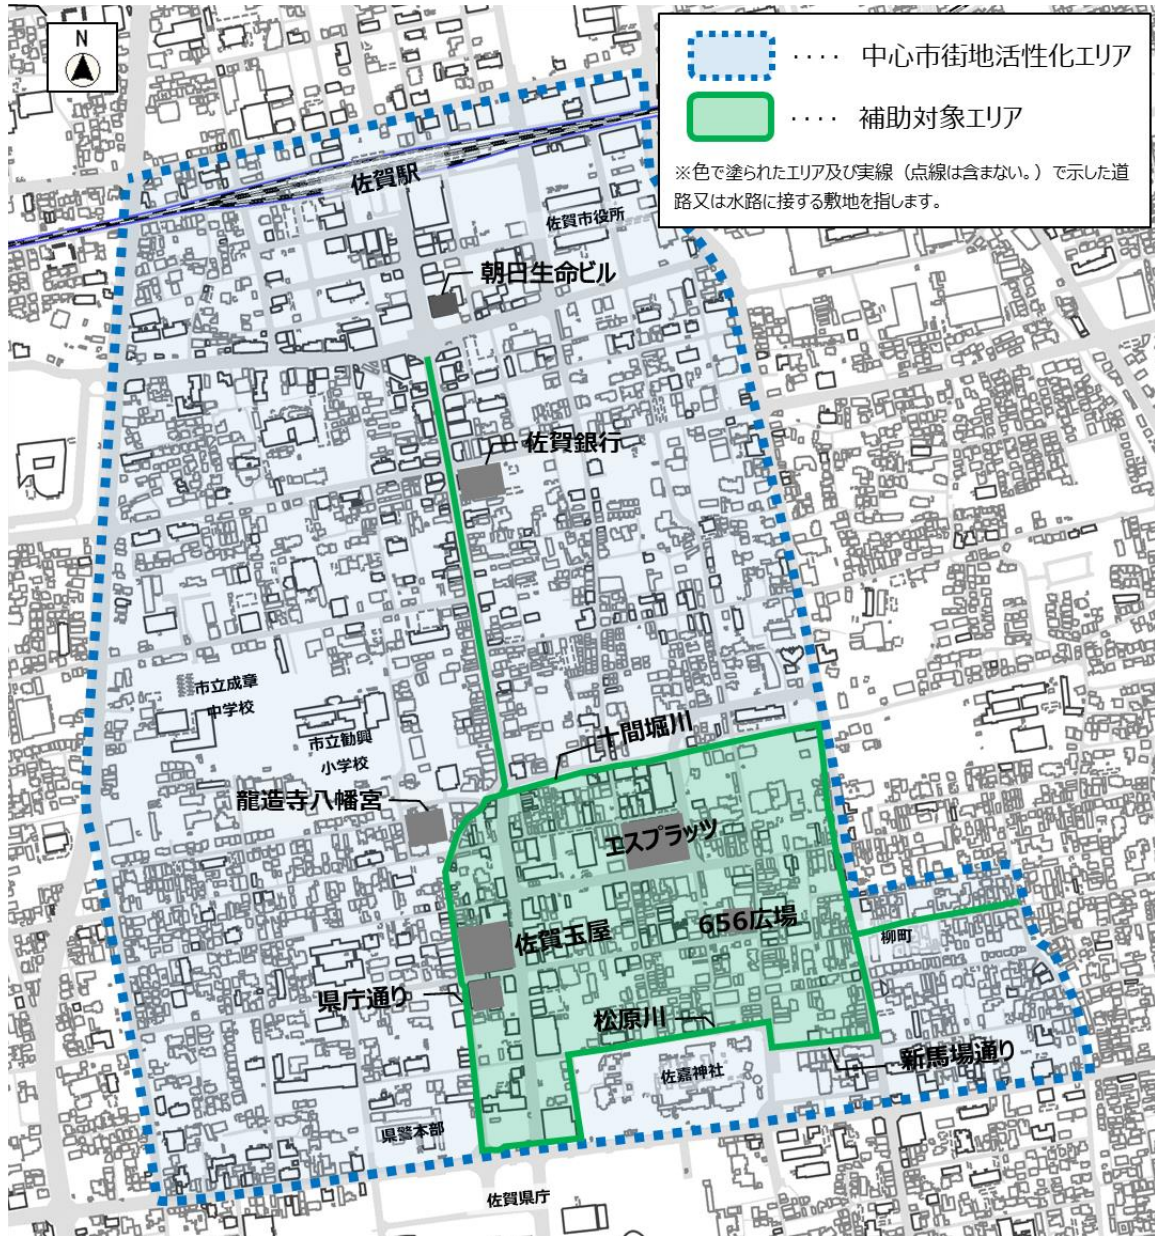 N
・・・・ 中心市街地活性化エリア
・・・・ 補助対象エリア
※色で塗られたエリア及び実線（点線は含まない。）で示した道
路又は水路に接する敷地を指します。
佐賀駅
佐賀市役所
朝日生命ビル
佐賀銀行
市立成章
中学校
市立勧興
小学校
十間堀川
龍造寺八幡宮
エスプラッツ
656広場
佐賀玉屋
柳町
県庁通り
松原川
新馬場通り
佐嘉神社
県警本部
佐賀県庁